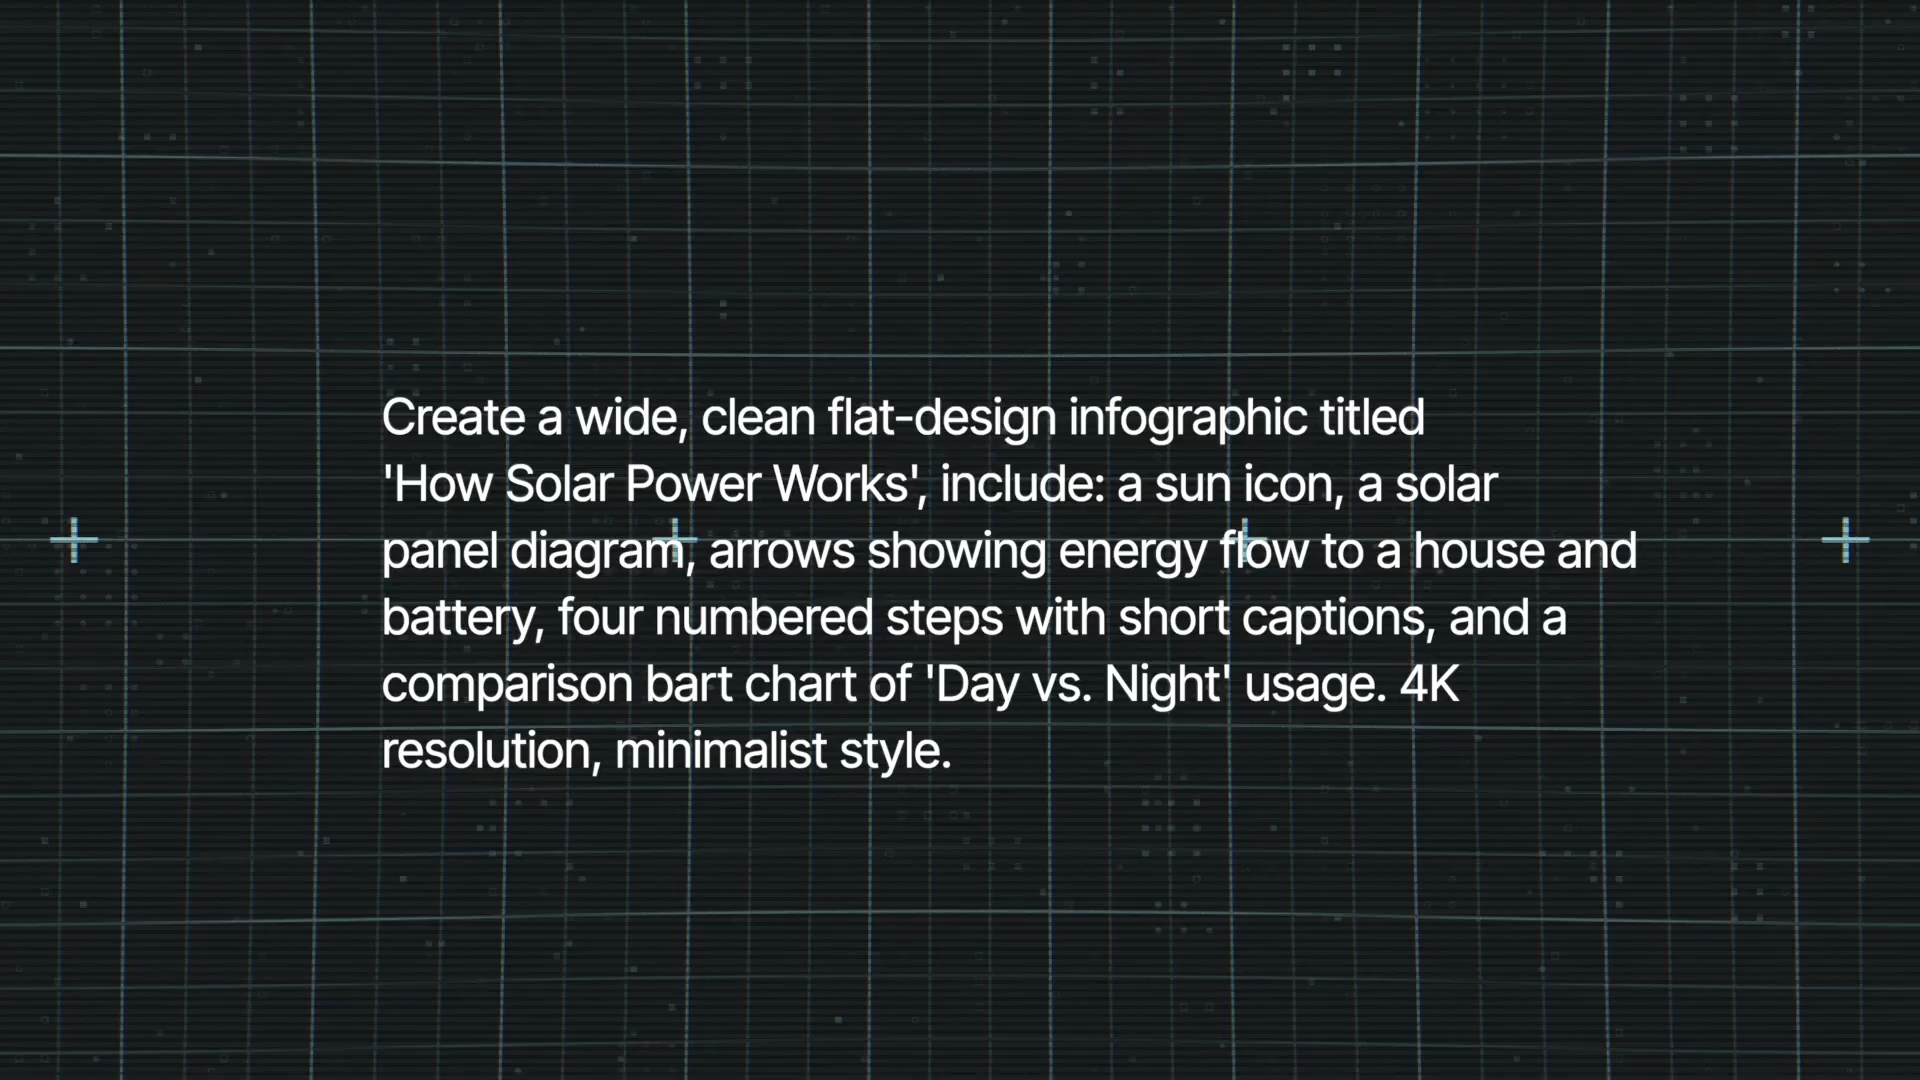 Create a wide, clean flat-design infographic titled
'How Solar Power Works', include: a sun icon, a solar
panel diagram, arrows showing energy flow to a house and
battery, four numbered steps with short captions, and a
comparison bart chart of 'Day vs. Night' usage. 4K
resolution, minimalist style.